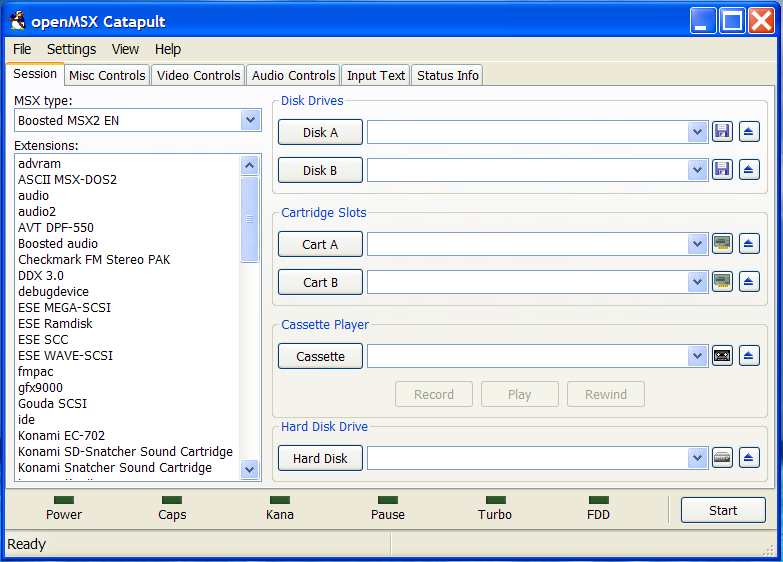 openMSX Catapult
File Settings View Help
Session Misc Controls Video Controls Audio Controls Input Text Status Info
MSX type:
Boosted MSX2 EN
Extensions:
advram
ASCII MSX-DOS2
audio
audio2
AVT DPF-550
Boosted audio
Checkmark FM Stereo PAK
DDX 3.0
debugdevice
ESE MEGA-SCSI
ESE Ramdisk
ESE SCC
ESE WAVE-SCSI
fmpac
gfx9000
Gouda SCSI
ide
Konami EC-702
Konami SD-Snatcher Sound Cartridge
Konami Snatcher Sound Cartridge
Disk Drives
Disk A
Disk B
Cartridge Slots
Cart A
Cart B
Cassette Player
Cassette
Record Play Rewind
Hard Disk Drive
Hard Disk
Power Caps Kana Pause Turbo FDD Start
Ready